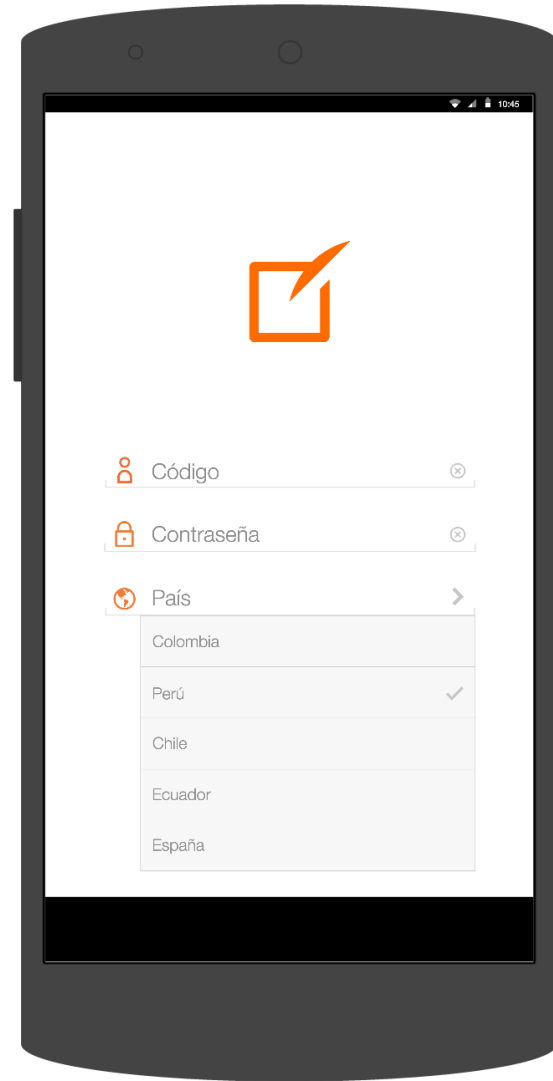 10:45
Código
Contraseña
País
Colombia
Perú
Chile
Ecuador
España